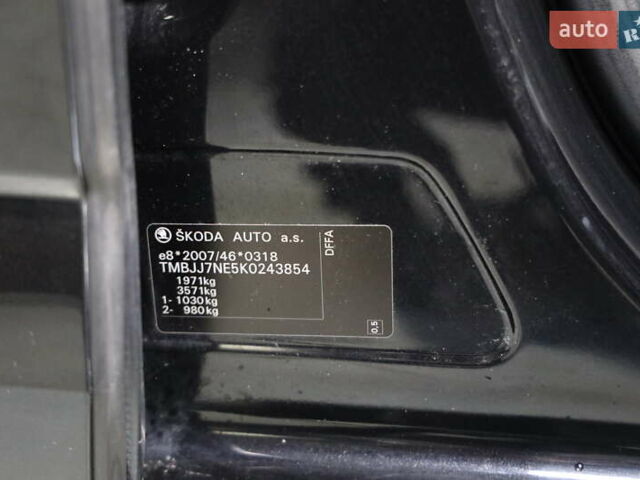 auto
R
ŠKODA AUTO a.s.
DFFA
e8*2007/46*0318
TMBJJ7NE5K0243854
1971kg
3571kg
1- 1030kg
2- 980kg
0.5